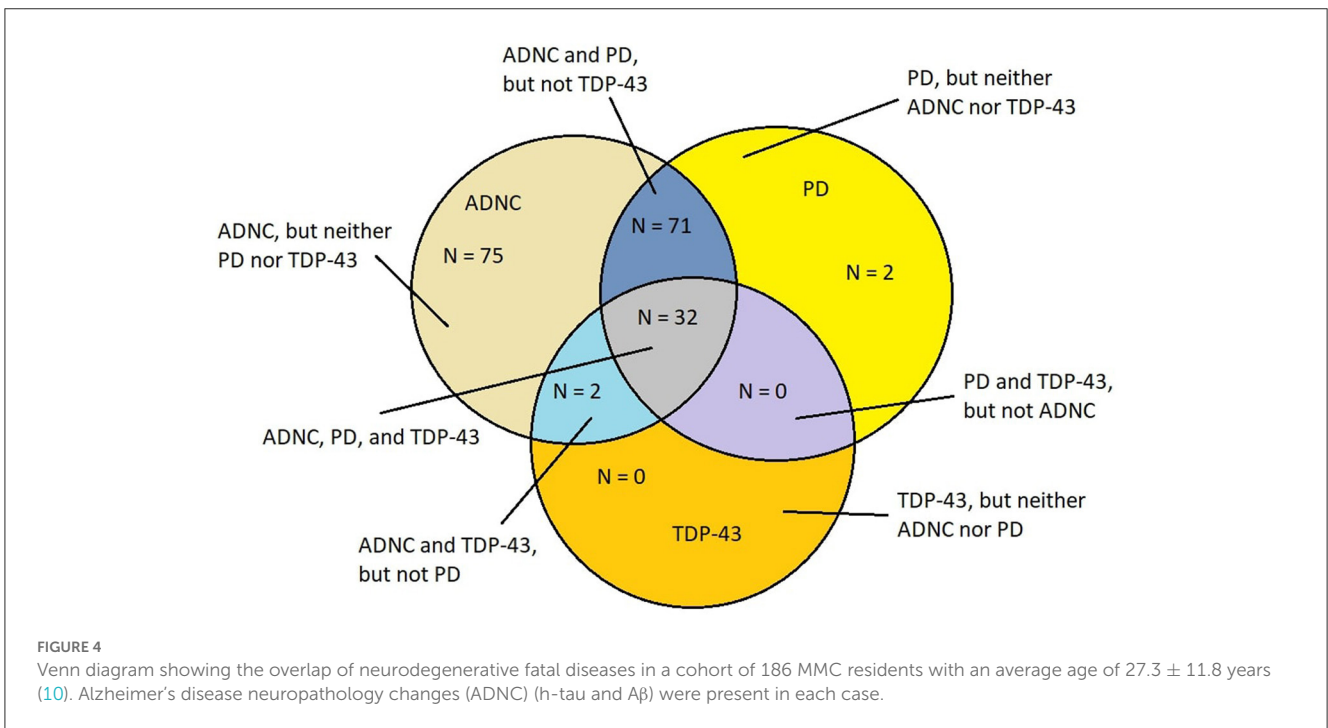 ADNC and PD,
but not TDP-43
PD, but neither
ADNC nor TDP-43
ADNC
PD
N = 71
ADNC, but neither
PD nor TDP-43
N = 75
N = 2
N = 32
N = 2
N = 0
PD and TDP-43,
but not ADNC
ADNC, PD, and TDP-43
N = 0
TDP-43, but neither
ADNC nor PD
TDP-43
ADNC and TDP-43,
but not PD
FIGURE 4
Venn diagram showing the overlap of neurodegenerative fatal diseases in a cohort of 186 MMC residents with an average age of 27.3 ± 11.8 years
(10). Alzheimer's disease neuropathology changes (ADNC) (h-tau and Aβ) were present in each case.